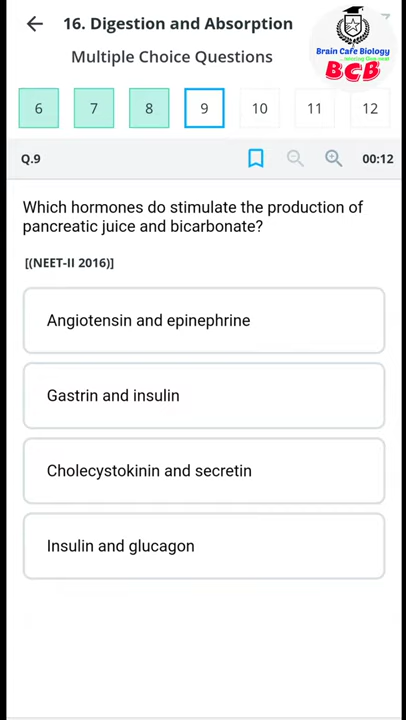 16. Digestion and Absorption
Multiple Choice Questions
Brain Cafe Biology
BCB
6 7 8 9 10 11 12
Q.9 00:12
Which hormones do stimulate the production of
pancreatic juice and bicarbonate?
[(NEET-II 2016)]
Angiotensin and epinephrine
Gastrin and insulin
Cholecystokinin and secretin
Insulin and glucagon